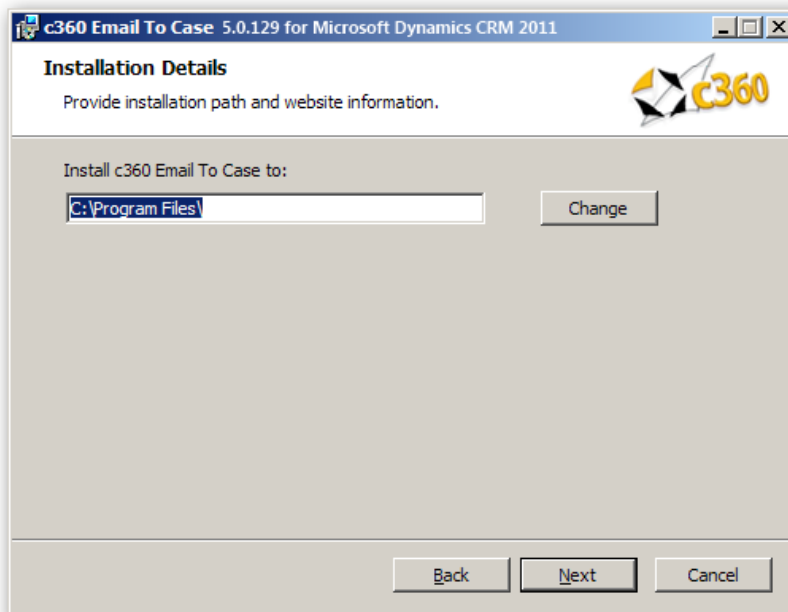 c360 Email To Case 5.0.129 for Microsoft Dynamics CRM 2011
Installation Details
Provide installation path and website information.
c360
Install c360 Email To Case to:
C:\Program Files\
Change
Back
Next
Cancel